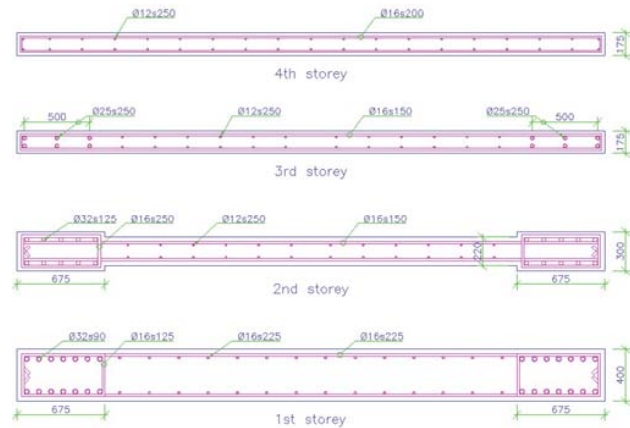 Ø12s250 Ø16s200
175
4th storey
500 Ø25s250 Ø12s250 Ø16s150 Ø25s250 500
175
3rd storey
Ø32s125 Ø16s250 Ø12s250 Ø16s150
220
300
675 675
2nd storey
Ø32s90 Ø16s125 Ø16s225 Ø16s225
400
675 675
1st storey